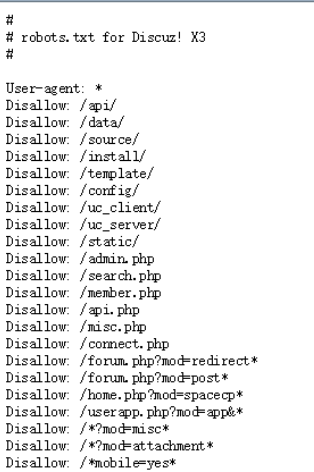 #
# robots.txt for Discuz! X3
#
User-agent: *
Disallow: /api/
Disallow: /data/
Disallow: /source/
Disallow: /install/
Disallow: /template/
Disallow: /config/
Disallow: /uc_client/
Disallow: /uc_server/
Disallow: /static/
Disallow: /admin.php
Disallow: /search.php
Disallow: /member.php
Disallow: /api.php
Disallow: /misc.php
Disallow: /connect.php
Disallow: /forum.php?mod=redirect*
Disallow: /forum.php?mod=post*
Disallow: /home.php?mod=spacecp*
Disallow: /userapp.php?mod=app&*
Disallow: /*?mod=misc*
Disallow: /*?mod=attachment*
Disallow: /*mobile=yes*